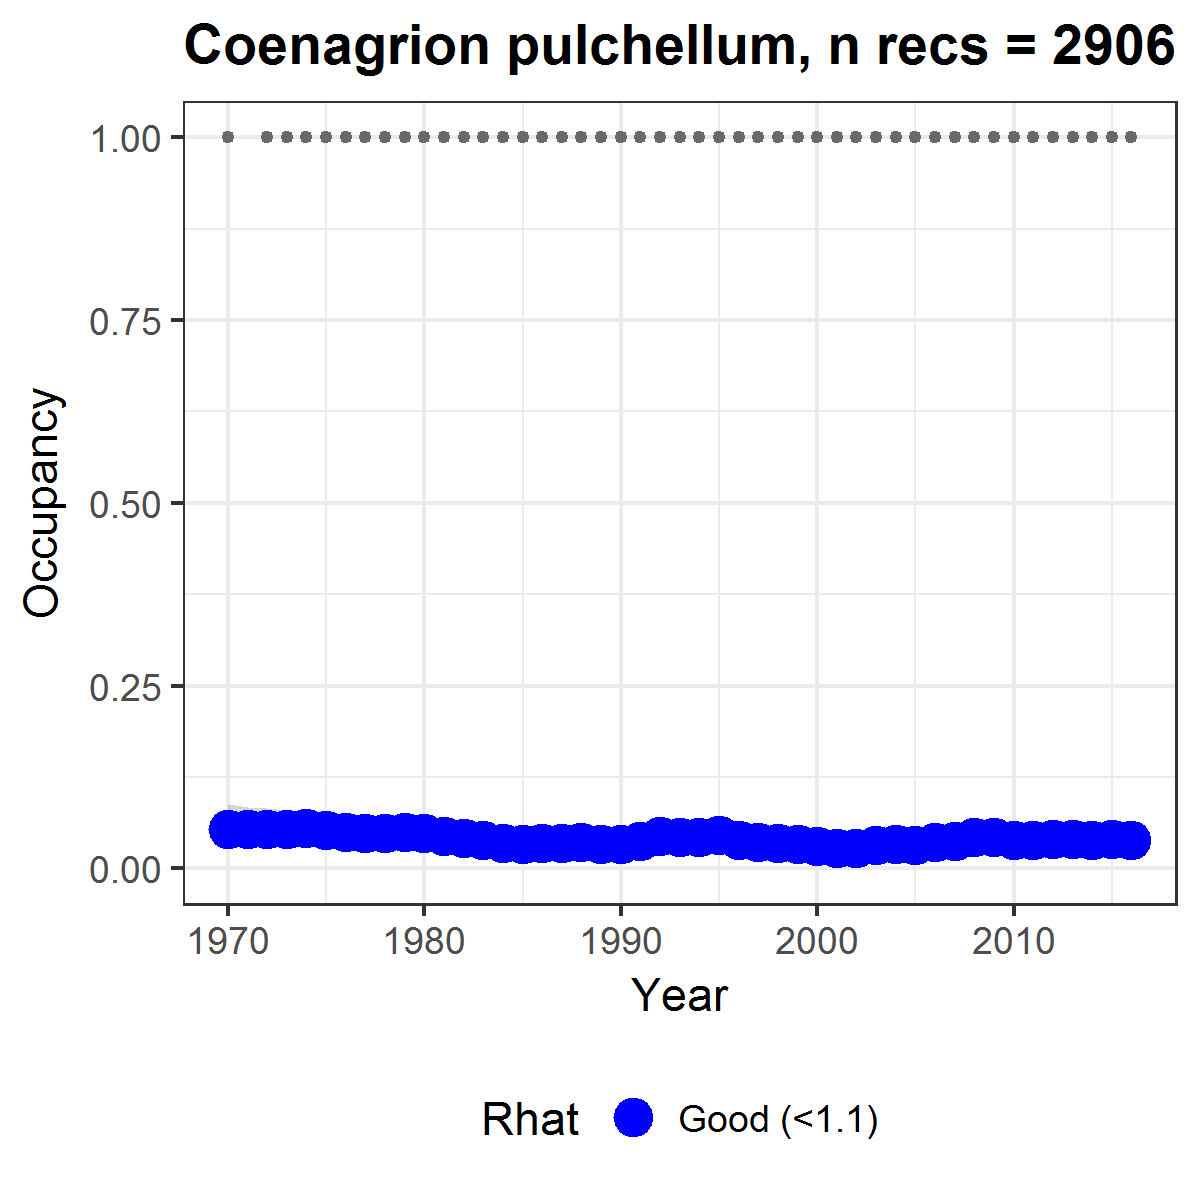 Coenagrion pulchellum, n recs = 2906
1.00
0.75
0.50
0.25
0.00
Occupancy
1970 1980 1990 2000 2010
Year
Rhat Good (<1.1)